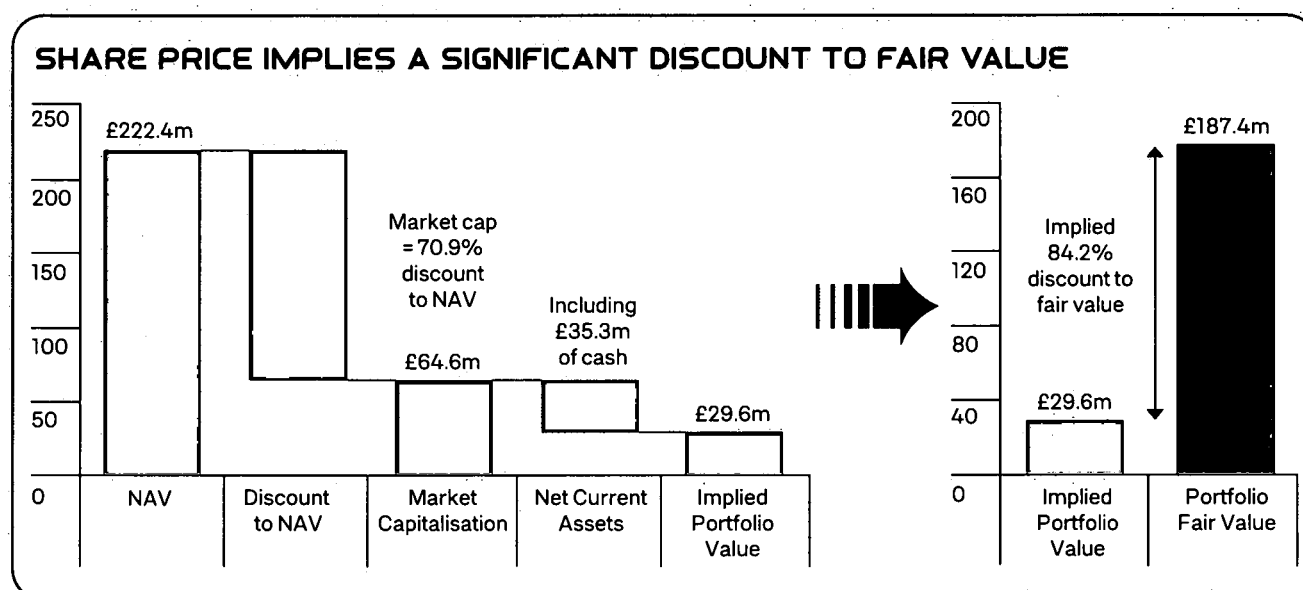 SHARE PRICE IMPLIES A SIGNIFICANT DISCOUNT TO FAIR VALUE
250
200
150
100
50
0
£222.4m
Market cap
= 70.9%
discount
to NAV
£64.6m
Including
£35.3m
of cash
£29.6m
NAV
Discount
to NAV
Market
Capitalisation
Net Current
Assets
Implied
Portfolio
Value
200
160
120
80
40
0
£187.4m
Implied
84.2%
discount to
fair value
£29.6m
Implied
Portfolio
Value
Portfolio
Fair Value